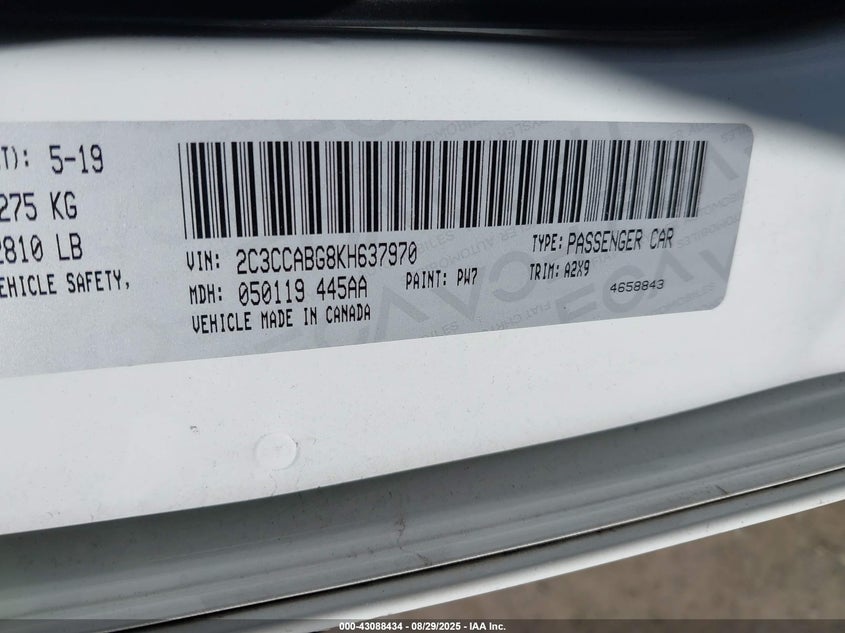 T): 5-19
275 KG
2810 LB
EHICLE SAFETY,
VIN: 2C3CCABG8KH637970
TYPE: PASSENGER CAR
MDH: 050119 445AA
PAINT: PW7
TRIM: A2X9
VEHICLE MADE IN CANADA
4658843
000-43088434 - 08/29/2025 - IAA Inc.